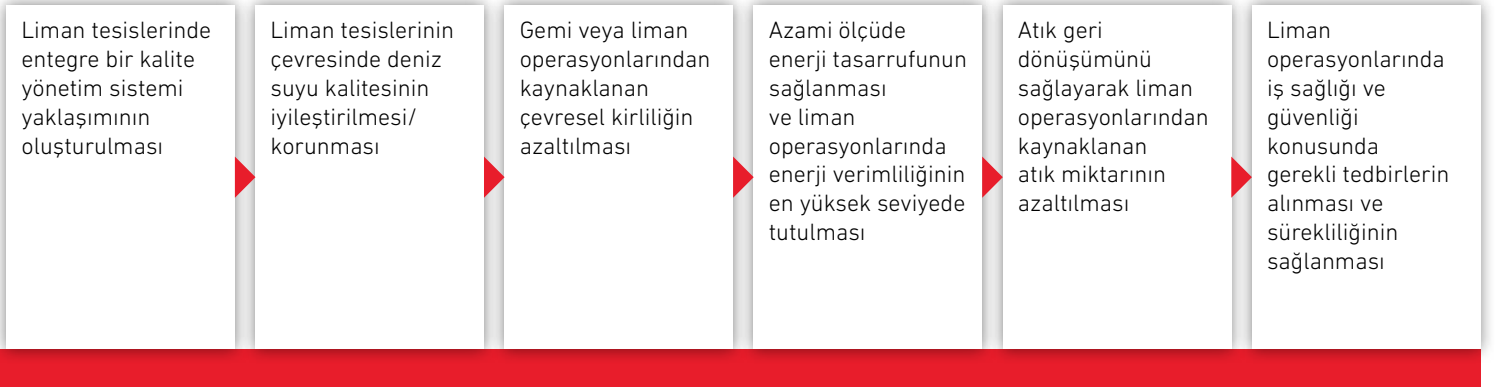 Liman tesislerinde
entegre bir kalite
yönetim sistemi
yaklaşımının
oluşturulması
Liman tesislerinin
çevresinde deniz
suyu kalitesinin
iyileştirilmesi/
korunması
Gemi veya liman
operasyonlarından
kaynaklanan
çevresel kirliliğin
azaltılması
Azami ölçüde
enerji tasarrufunun
sağlanması
ve liman
operasyonlarında
enerji verimliliğinin
en yüksek seviyede
tutulması
Atık geri
dönüşümünü
sağlayarak liman
operasyonlarından
kaynaklanan
atık miktarının
azaltılması
Liman
operasyonlarında
iş sağlığı ve
güvenliği
konusunda
gerekli tedbirlerin
alınması ve
sürekliliğinin
sağlanması